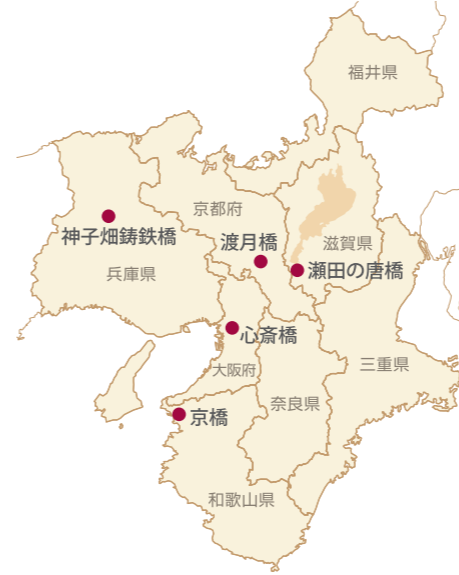 福井県
京都府
神子畑鋳鉄橋
渡月橋
滋賀県
兵庫県
瀬田の唐橋
心斎橋
大阪府
三重県
奈良県
京橋
和歌山県